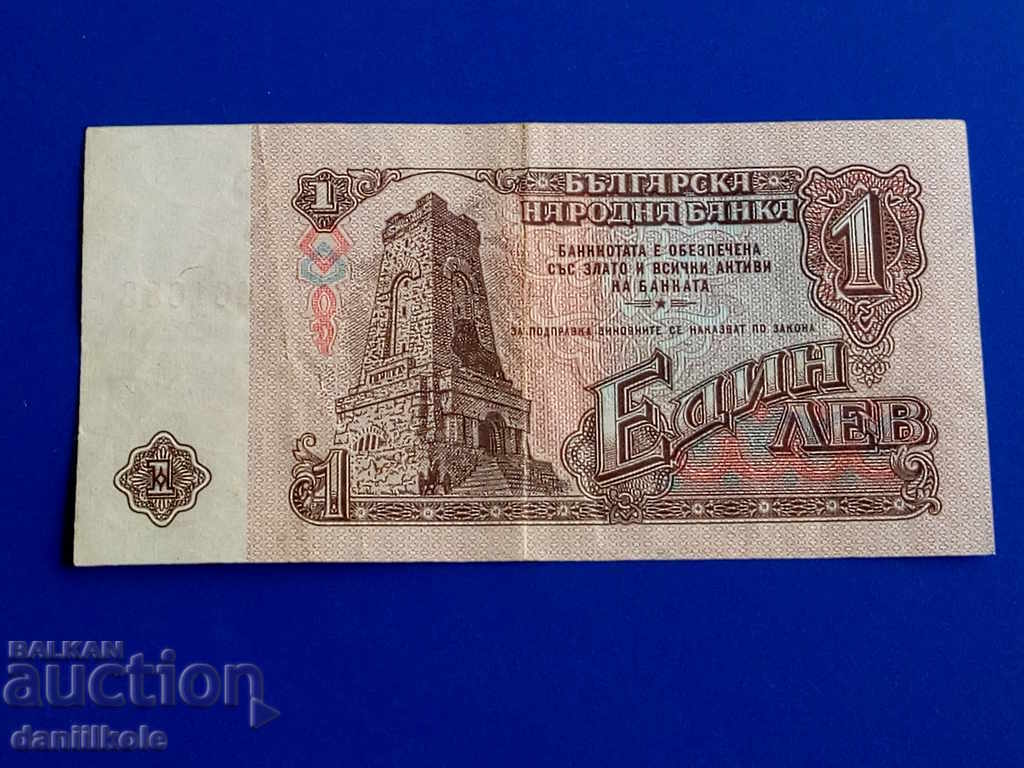 1
БЪЛГАРСКА
НАРОДНА БАНКА
1
БАНКНОТАТА Е ОБЕЗПЕЧЕНА
СЪС ЗЛАТО И ВСИЧКИ АКТИВИ
НА БАНКАТА
ЗА ПОДПРАВКА ВИНОВНИТЕ СЕ НАКАЗВАТ ПО ЗАКОНА
ЕДИН
ЛЕВ
1
BALKAN
auction
daniilkole